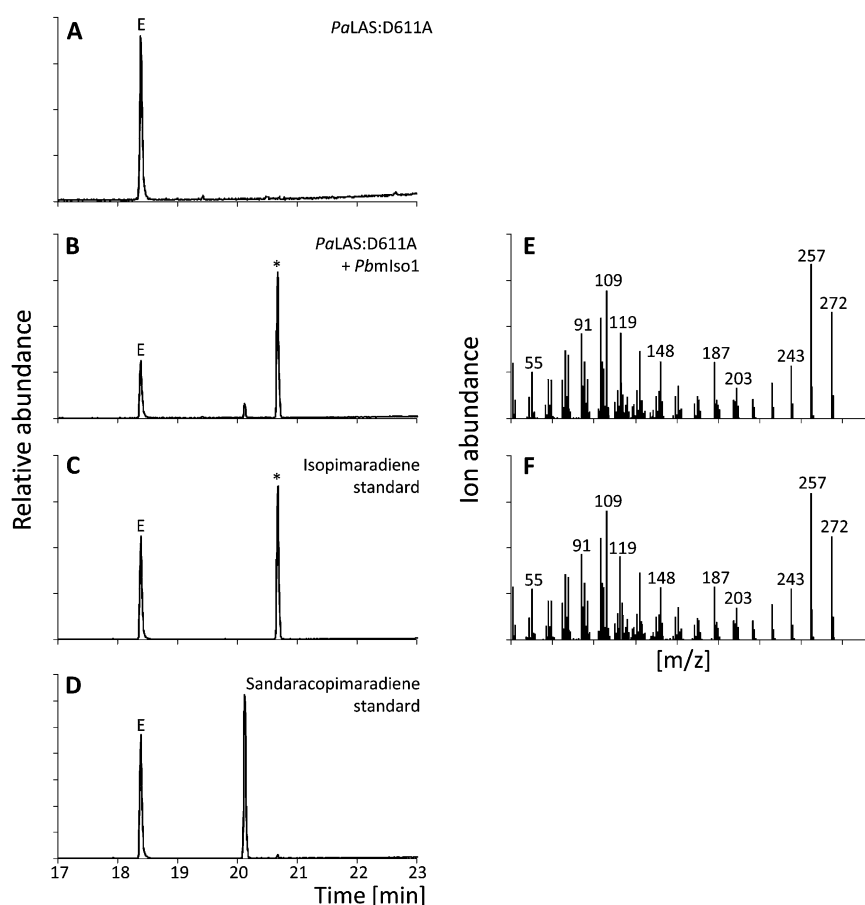 A
E
PaLAS:D611A
B
E
*
PaLAS:D611A
+ PbmIso1
C
E
*
Isopimaradiene
standard
D
E
Sandaracopimaradiene
standard
17 18 19 20 21 22 23
Time [min]
Relative abundance
E
55
91
109
119
148
187
203
243
257
272
F
55
91
109
119
148
187
203
243
257
272
[m/z]
Ion abundance